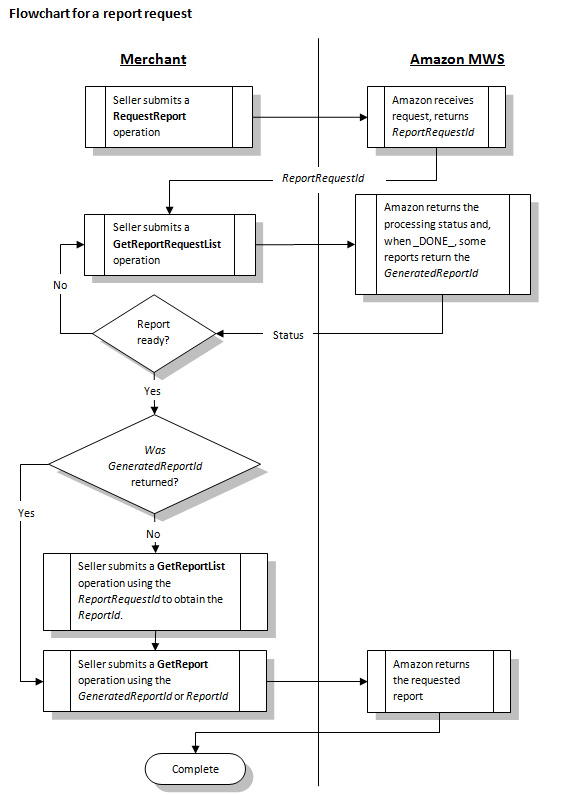 Flowchart for a report request
Merchant
Amazon MWS
Seller submits a
RequestReport
operation
Amazon receives
request, returns
ReportRequestId
ReportRequestId
Seller submits a
GetReportRequestList
operation
Amazon returns the
processing status and,
when _DONE_, some
reports return the
GeneratedReportId
No
Report
ready?
Status
Yes
Was
GeneratedReportId
returned?
Yes
No
Seller submits a GetReportList
operation using the
ReportRequestId to obtain the
ReportId.
Seller submits a GetReport
operation using the
GeneratedReportId or ReportId
Amazon returns
the requested
report
Complete